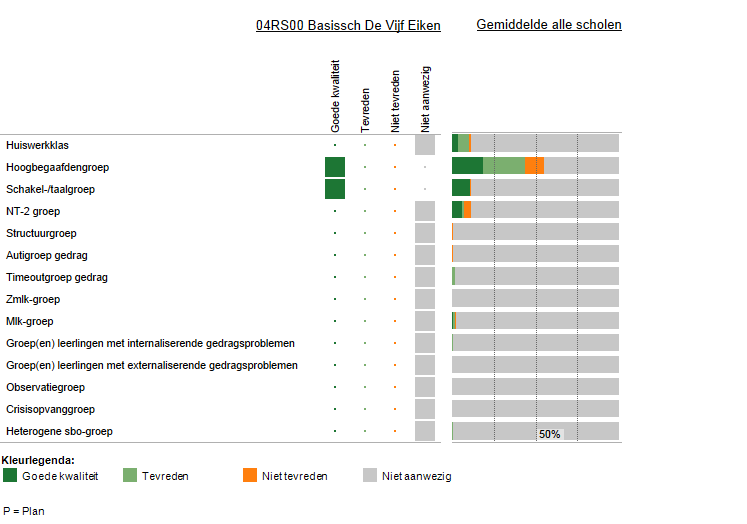 04RS00 Basissch De Vijf Eiken
Gemiddelde alle scholen
Goede kwaliteit
Tevreden
Niet tevreden
Niet aanwezig
Huiswerkklas
Hoogbegaafdengroep
Schakel-/taalgroep
NT-2 groep
Structuurgroep
Autigroep gedrag
Timeoutgroep gedrag
Zmlk-groep
Mlk-groep
Groep(en) leerlingen met internaliserende gedragsproblemen
Groep(en) leerlingen met externaliserende gedragsproblemen
Observatiegroep
Crisisopvanggroep
Heterogene sbo-groep
50%
Kleurlegenda:
Goede kwaliteit Tevreden Niet tevreden Niet aanwezig
P = Plan